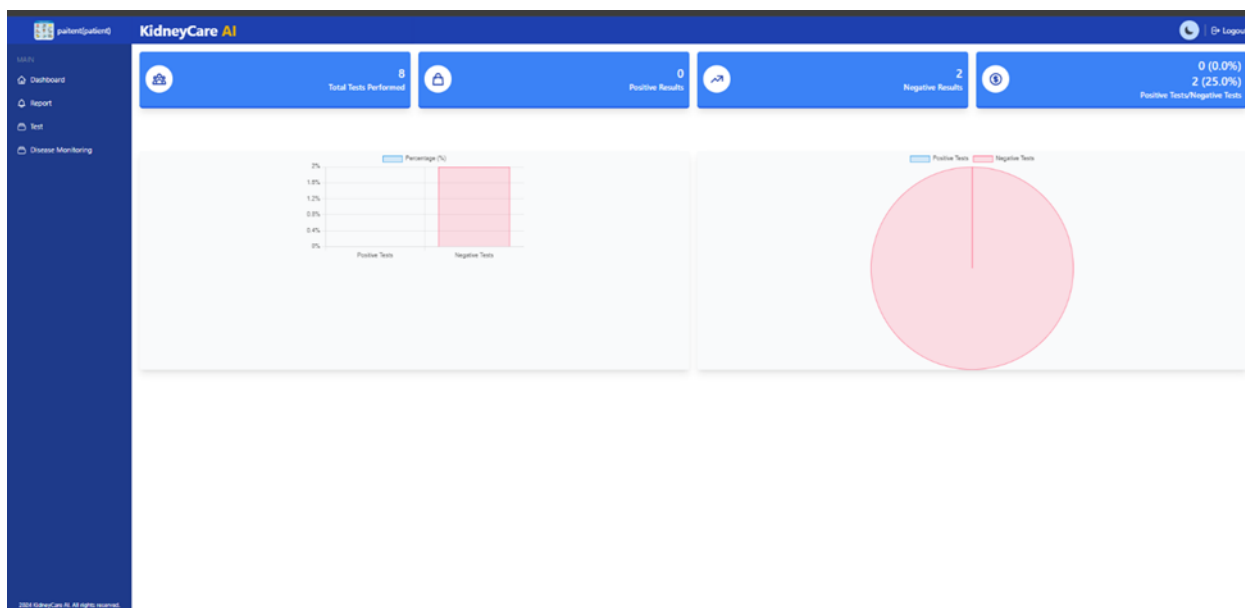 paitent(patient)
KidneyCare AI
Logou
MAIN
Dashboard
Report
Test
Disease Monitoring
8
Total Tests Performed
0
Positive Results
2
Negative Results
0 (0.0%)
2 (25.0%)
Positive Tests/Negative Tests
Percentage (%)
2%
1.6%
1.2%
0.8%
0.4%
0%
Positive Tests
Negative Tests
Positive Tests Negative Tests
2024 KidneyCare AI. All rights reserved.